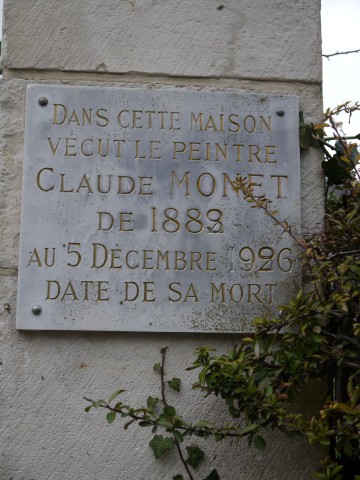 DANS CETTE MAISON
VÉCUT LE PEINTRE
CLAUDE MONET
DE 1883
AU 5 DÉCEMBRE 1926
DATE DE SA MORT